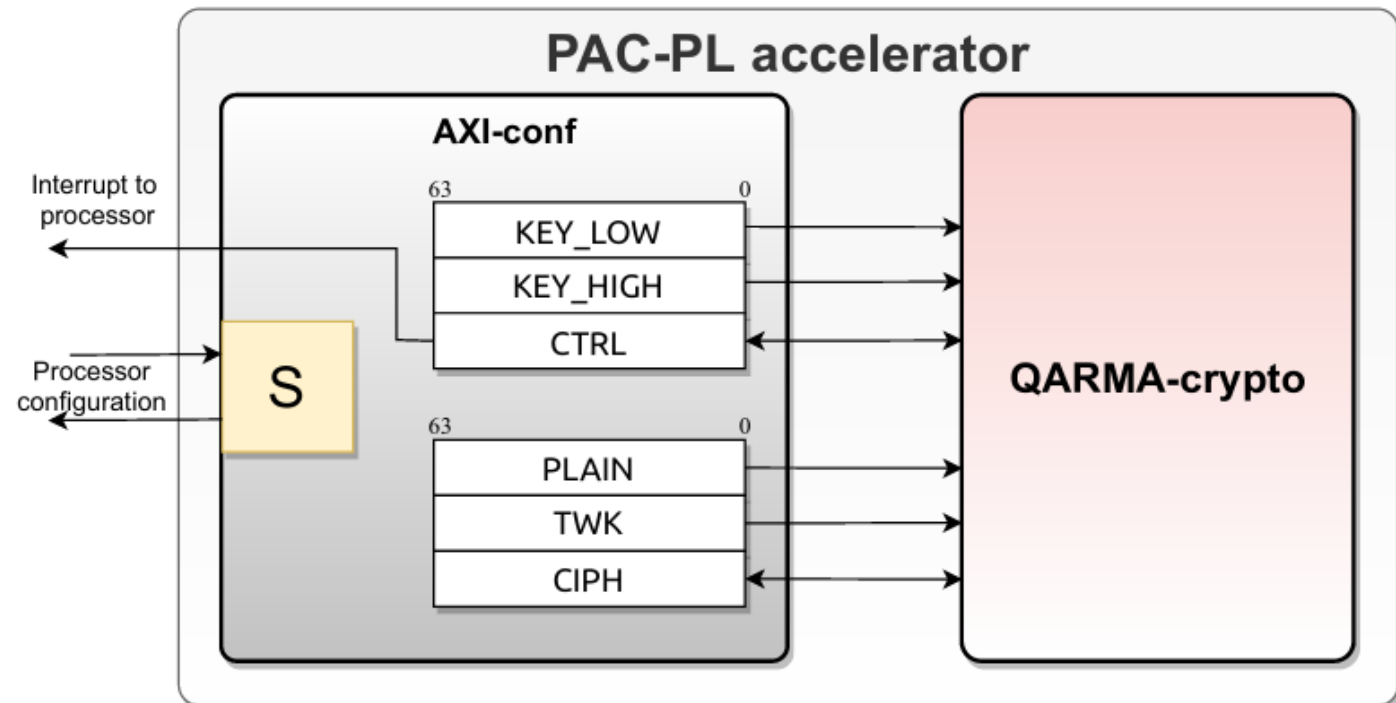 PAC-PL accelerator
AXI-conf
Interrupt to
processor
63 0
KEY_LOW
KEY_HIGH
CTRL
S
Processor
configuration
63 0
PLAIN
TWK
CIPH
QARMA-crypto